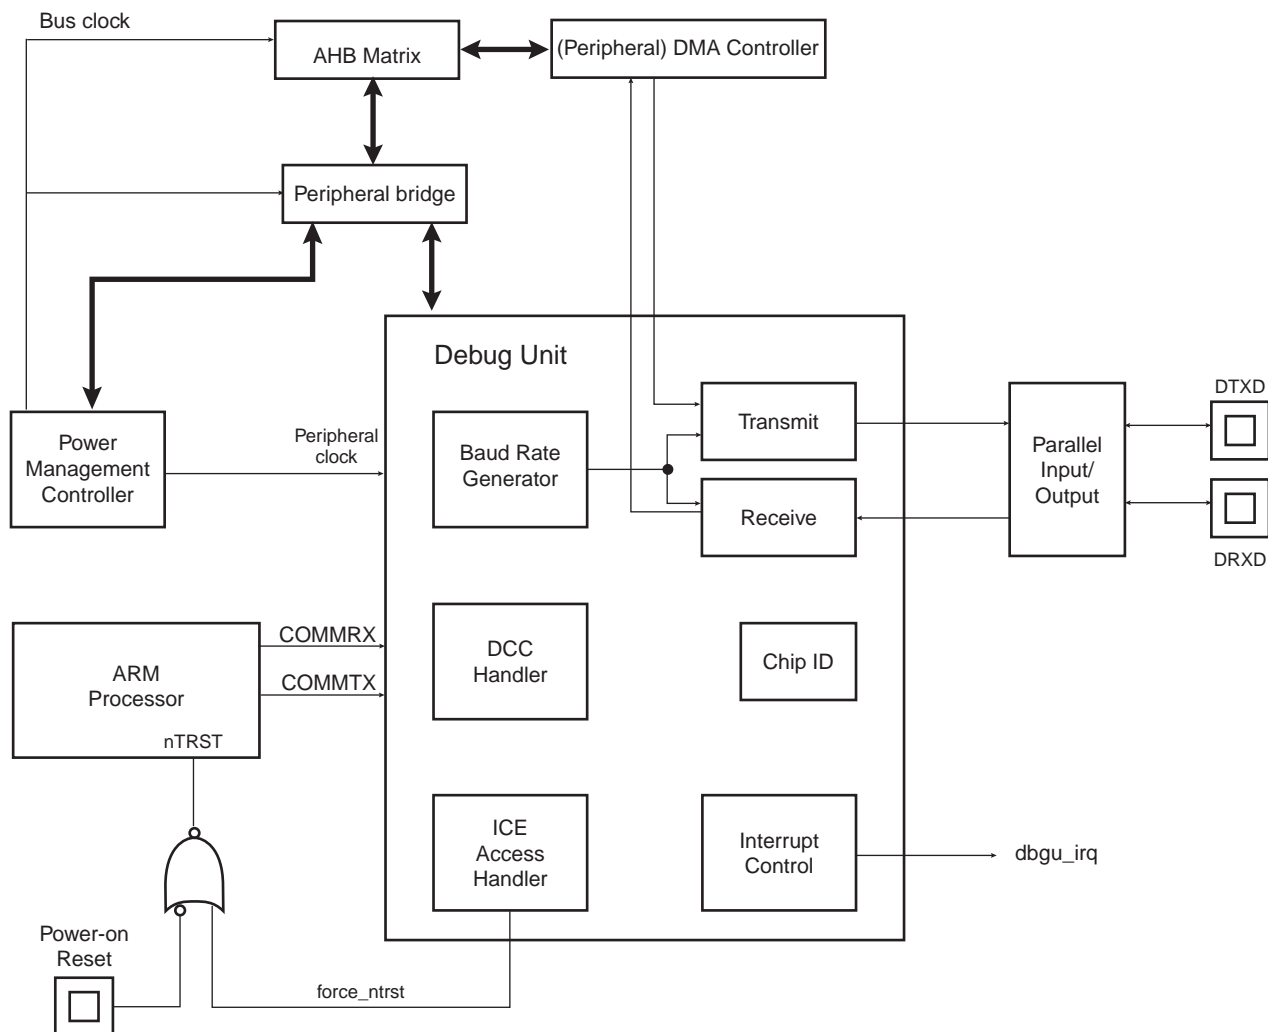 Bus clock
AHB Matrix
(Peripheral) DMA Controller
Peripheral bridge
Debug Unit
Power
Management
Controller
Peripheral
clock
Baud Rate
Generator
Transmit
Receive
Parallel
Input/
Output
DTXD
DRXD
ARM
Processor
nTRST
COMMRX
COMMTX
DCC
Handler
Chip ID
ICE
Access
Handler
Interrupt
Control
dbgu_irq
Power-on
Reset
force_ntrst